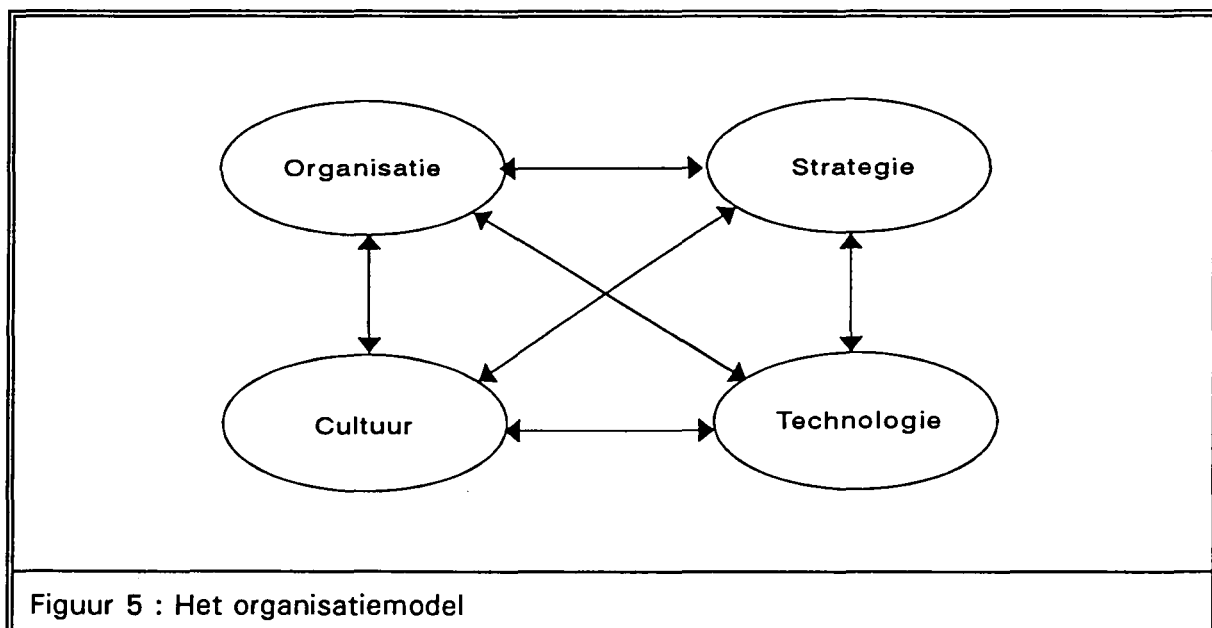 Organisatie
Strategie
Cultuur
Technologie
Figuur 5 : Het organisatiemodel